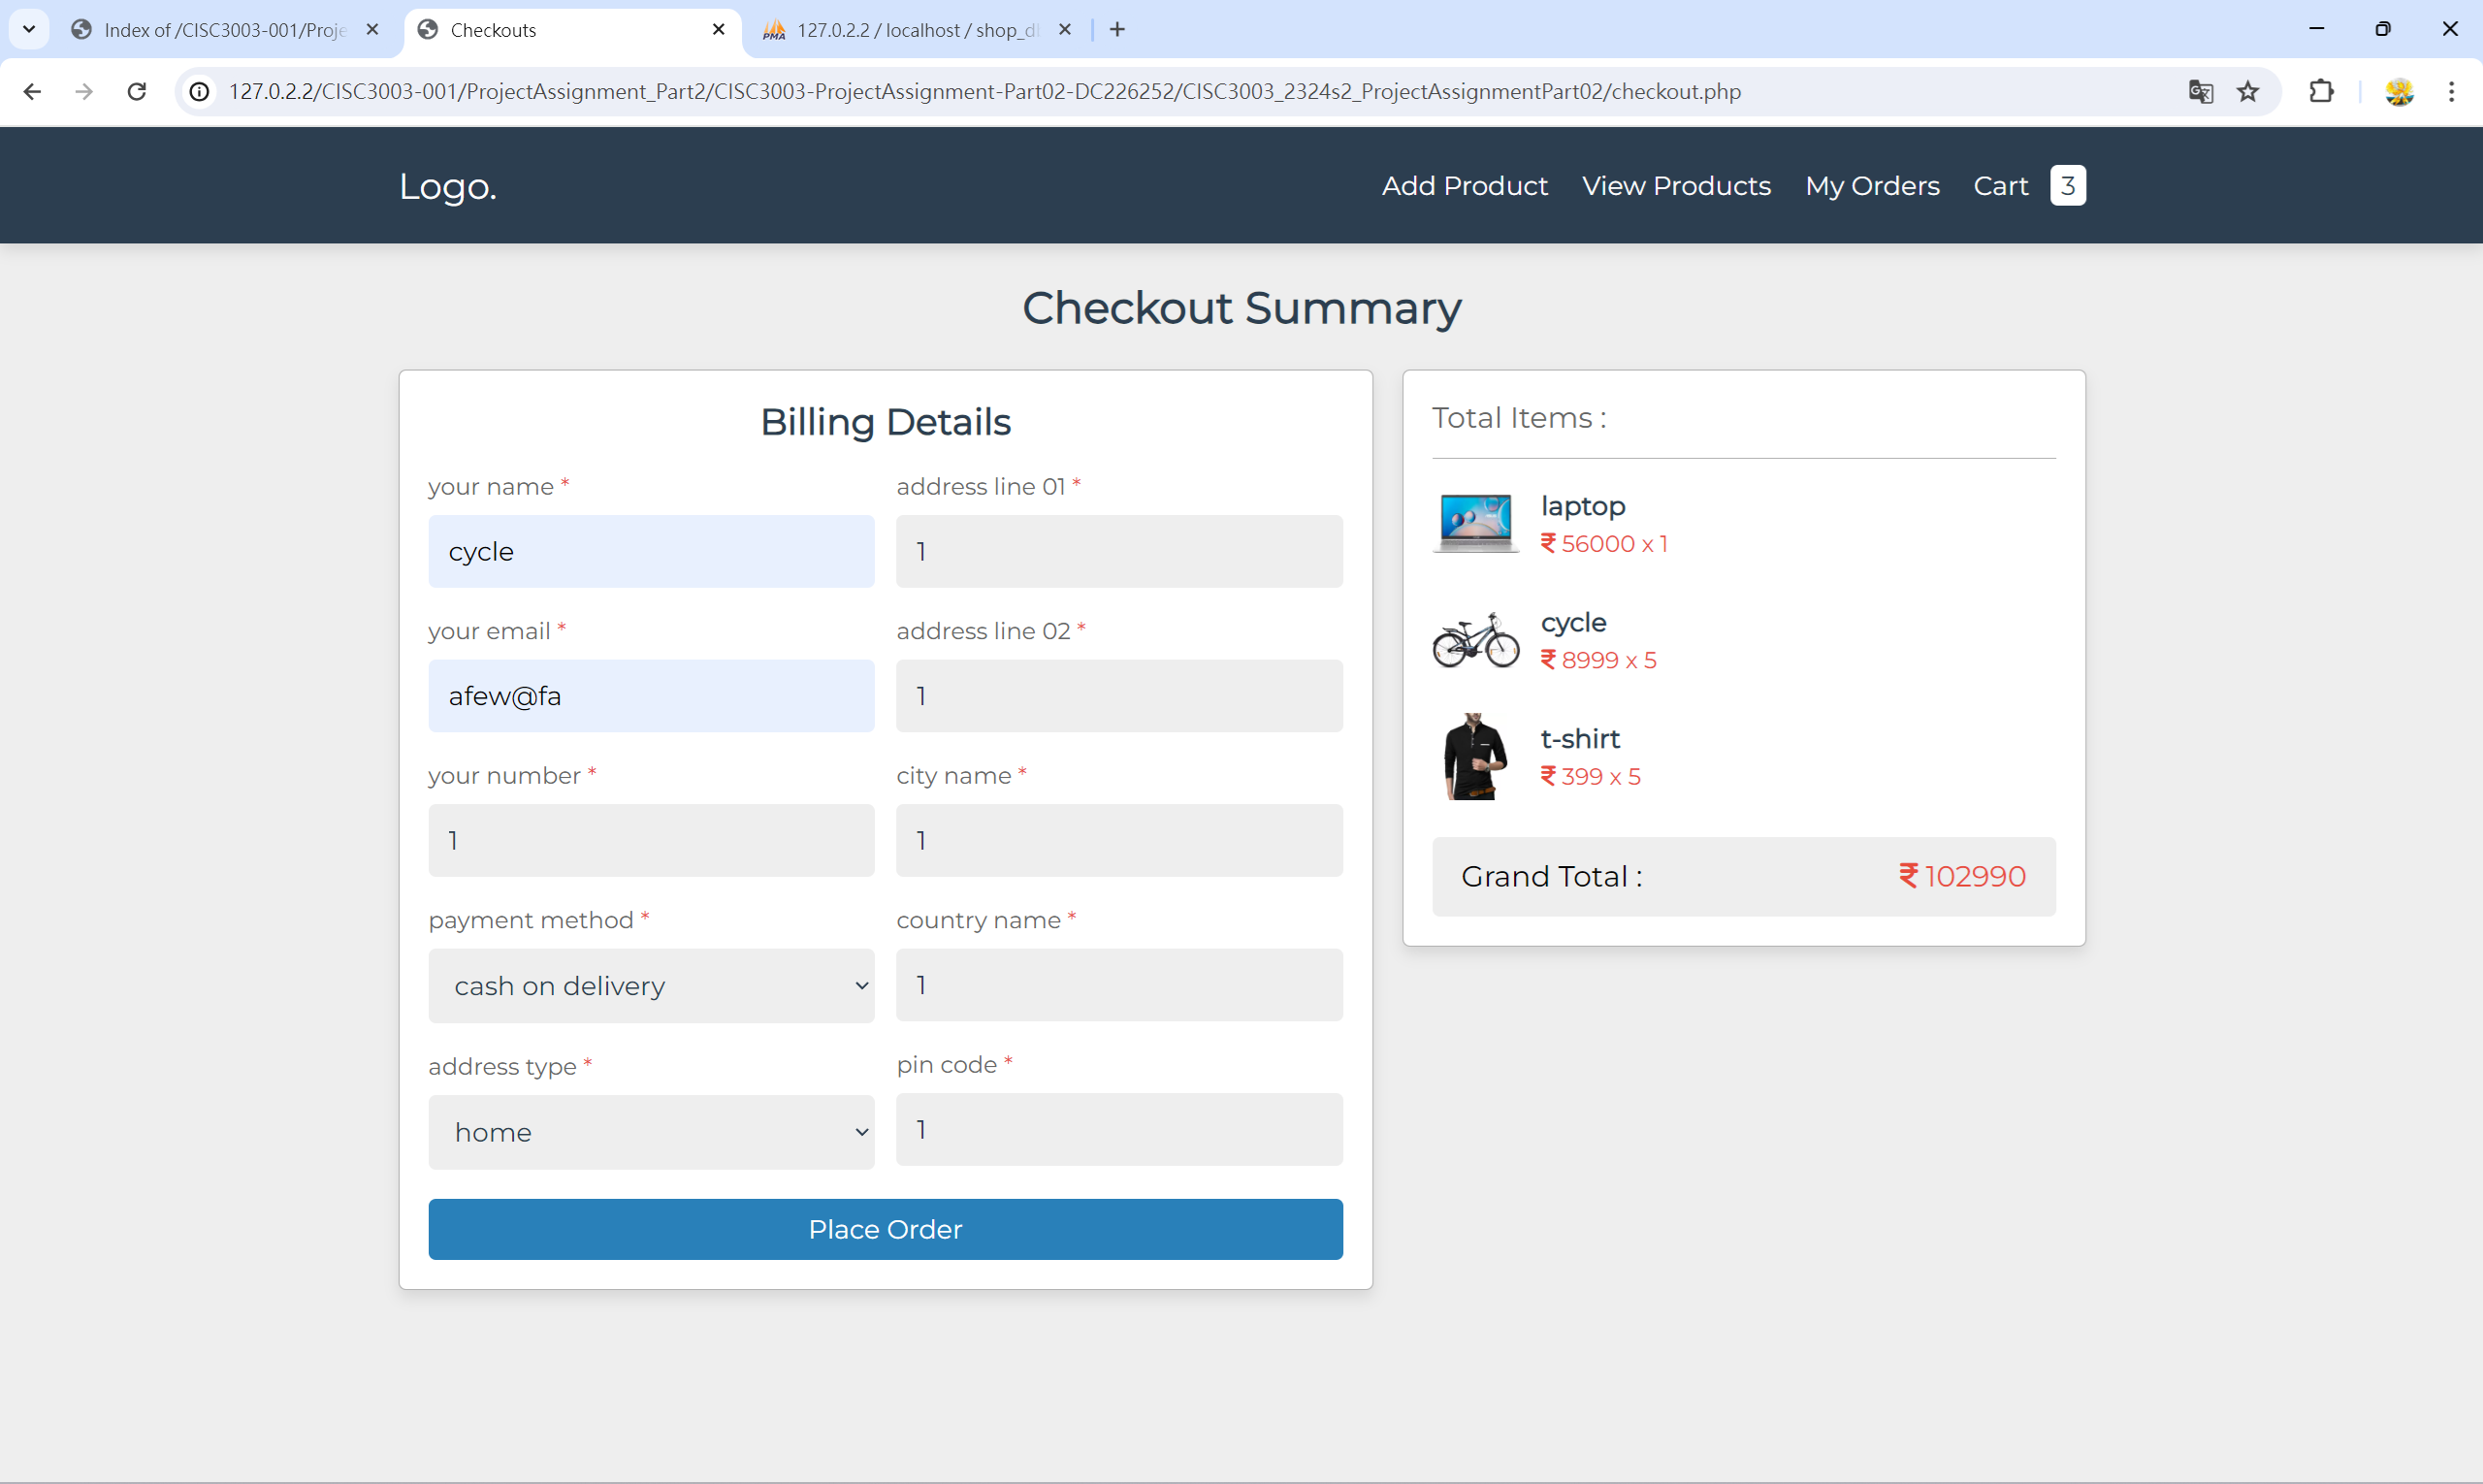 Index of /CISC3003-001/Proje
Checkouts
PMA
127.0.2.2 / localhost / shop_d
127.0.2.2/CISC3003-001/ProjectAssignment_Part2/CISC3003-ProjectAssignment-Part02-DC226252/CISC3003_2324s2_ProjectAssignmentPart02/checkout.php
Logo.
Add Product
View Products
My Orders
Cart 3
Checkout Summary
Billing Details
your name *
cycle
your email *
afew@fa
your number *
1
payment method *
cash on delivery
address type *
home
address line 01 *
1
address line 02 *
1
city name *
1
country name *
1
pin code *
1
Place Order
Total Items :
laptop
₹ 56000 x 1
cycle
₹ 8999 x 5
t-shirt
₹ 399 x 5
Grand Total : ₹ 102990